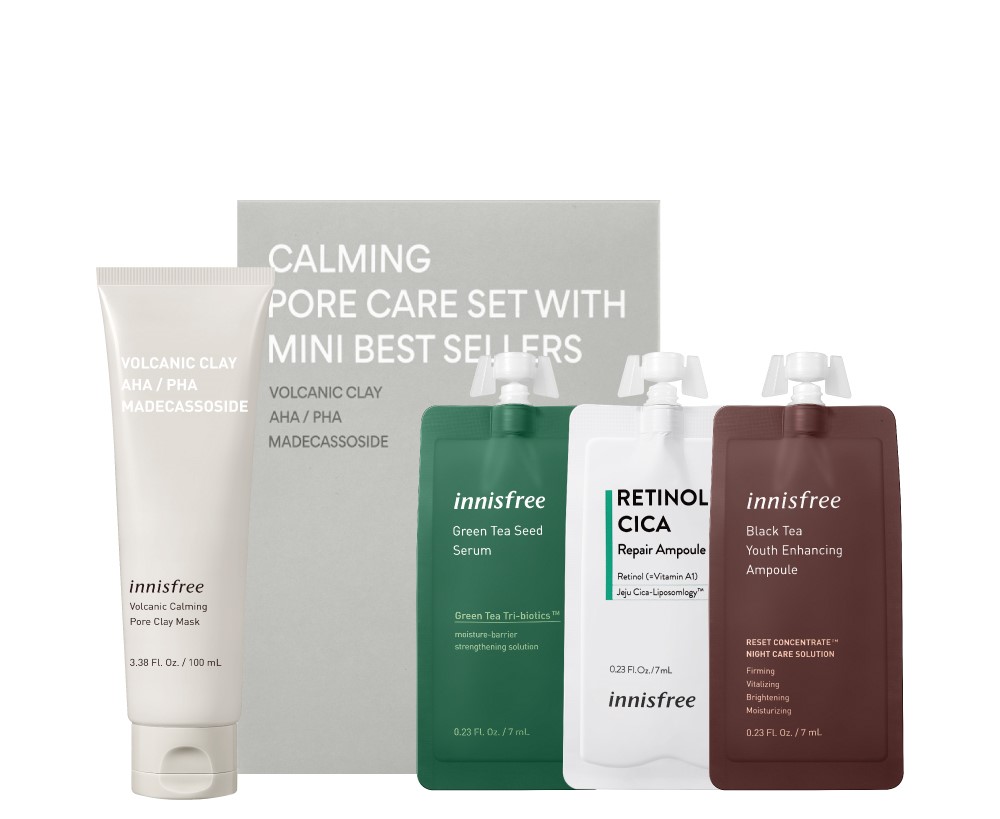 CALMING
PORE CARE SET WITH
MINI BEST SELLERS
VOLCANIC CLAY
AHA / PHA
MADECASSOSIDE
VOLCANIC CLAY
AHA / PHA
MADECASSOSIDE
innisfree
Volcanic Calming
Pore Clay Mask
3.38 Fl. Oz. / 100 mL
innisfree
Green Tea Seed
Serum
Green Tea Tri-biotics™
moisture-barrier
strengthening solution
0.23 Fl. Oz. / 7 mL
RETINOL
CICA
Repair Ampoule
Retinol (=Vitamin A1)
Jeju Cica-Liposomlogy™
0.23 Fl.Oz./7mL
innisfree
innisfree
Black Tea
Youth Enhancing
Ampoule
RESET CONCENTRATE™
NIGHT CARE SOLUTION
Firming
Vitalizing
Brightening
Moisturizing
0.23 Fl. Oz. / 7 mL